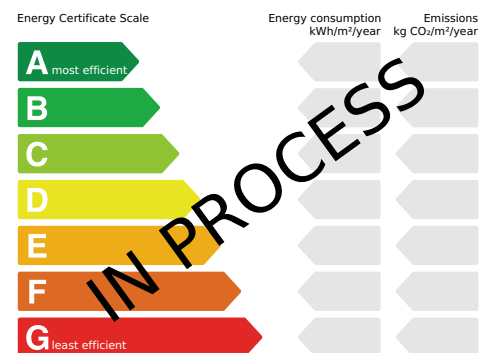 Energy Certificate Scale
Energy consumption
kWh/m²/year
Emissions
kg CO₂/m²/year
A most efficient
B
C
D
E
F
G least efficient
IN PROCESS